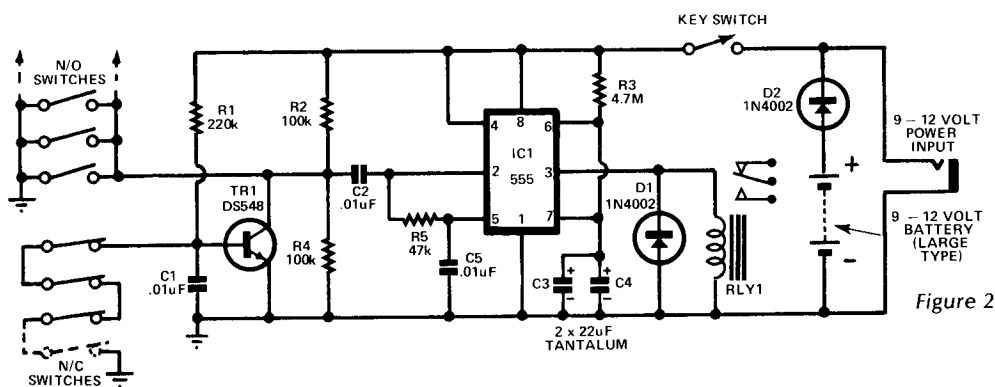 KEY SWITCH
N/O
SWITCHES
R1
220k
R2
100k
R3
4.7M
D2
1N4002
9 – 12 VOLT
POWER
INPUT
4
8
6
IC1
555
2
3
5
1
7
C2
.01uF
TR1
DS548
D1
1N4002
+
9 – 12 VOLT
BATTERY
(LARGE
TYPE)
-
R5
47k
R4
100k
C1
.01uF
C5
.01uF
C3
+
-
+
-
C4
RLY1
Figure 2
2 x 22uF
TANTALUM
N/C
SWITCHES